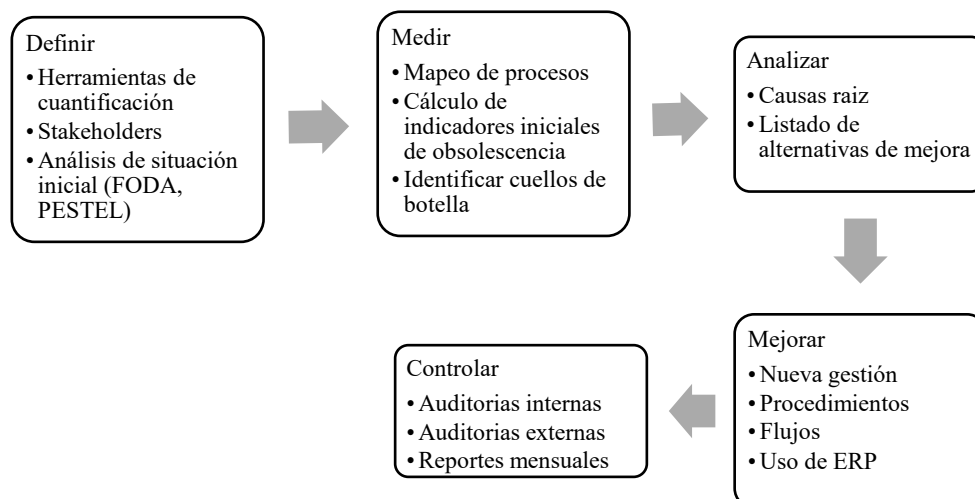 Definir
• Herramientas de
cuantificación
• Stakeholders
• Análisis de situación
inicial (FODA,
PESTEL)
Medir
• Mapeo de procesos
• Cálculo de
indicadores iniciales
de obsolescencia
• Identificar cuellos de
botella
Analizar
• Causas raiz
• Listado de
alternativas de mejora
Mejorar
• Nueva gestión
• Procedimientos
• Flujos
• Uso de ERP
Controlar
• Auditorias internas
• Auditorias externas
• Reportes mensuales